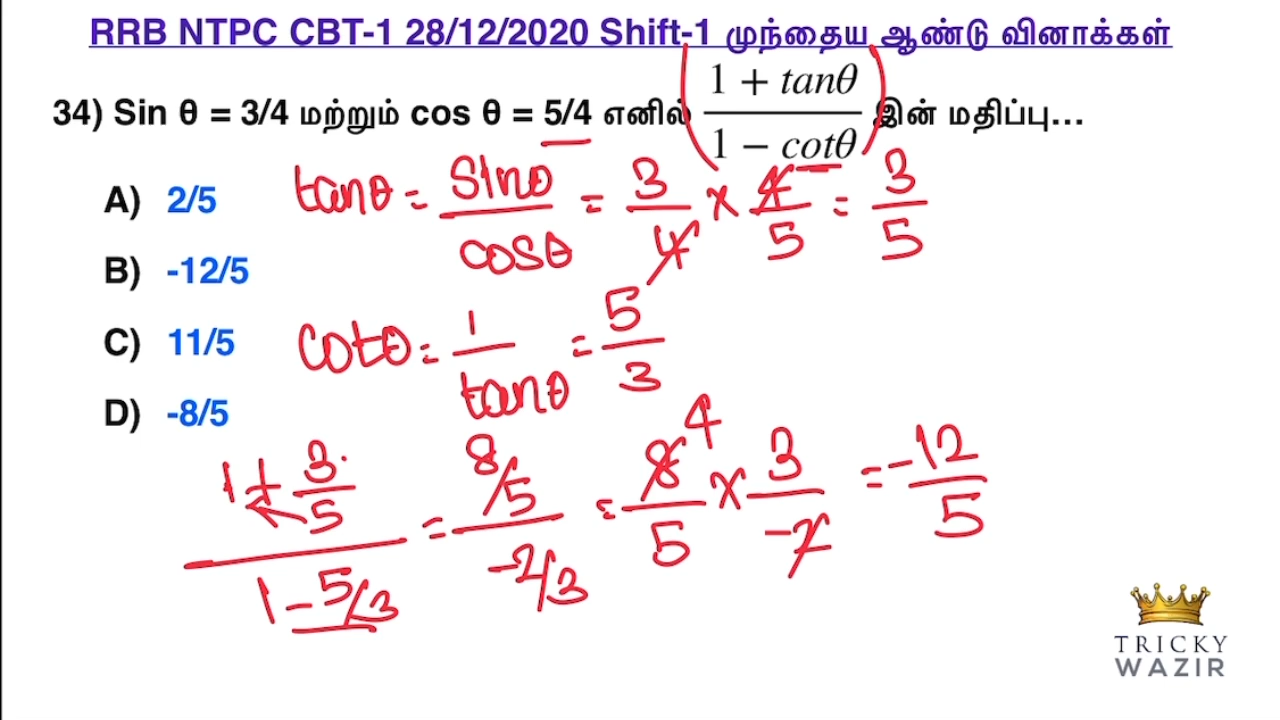 RRB NTPC CBT-1 28/12/2020 Shift-1 முந்தைய ஆண்டு வினாக்கள்
34) Sin θ = 3/4 மற்றும் cos θ = 5/4 எனில் (1 + tanθ / 1 − cotθ) இன் மதிப்பு...
A) 2/5
B) -12/5
C) 11/5
D) -8/5
tanθ = Sinθ / cosθ = 3/4 × 4/5 = 3/5
cotθ = 1/tanθ = 5/3
1 + 3/5 / 1 - 5/3 = 8/5 / -2/3 = 8/5 × 3/-2 = -12/5
4
TRICKY
WAZIR